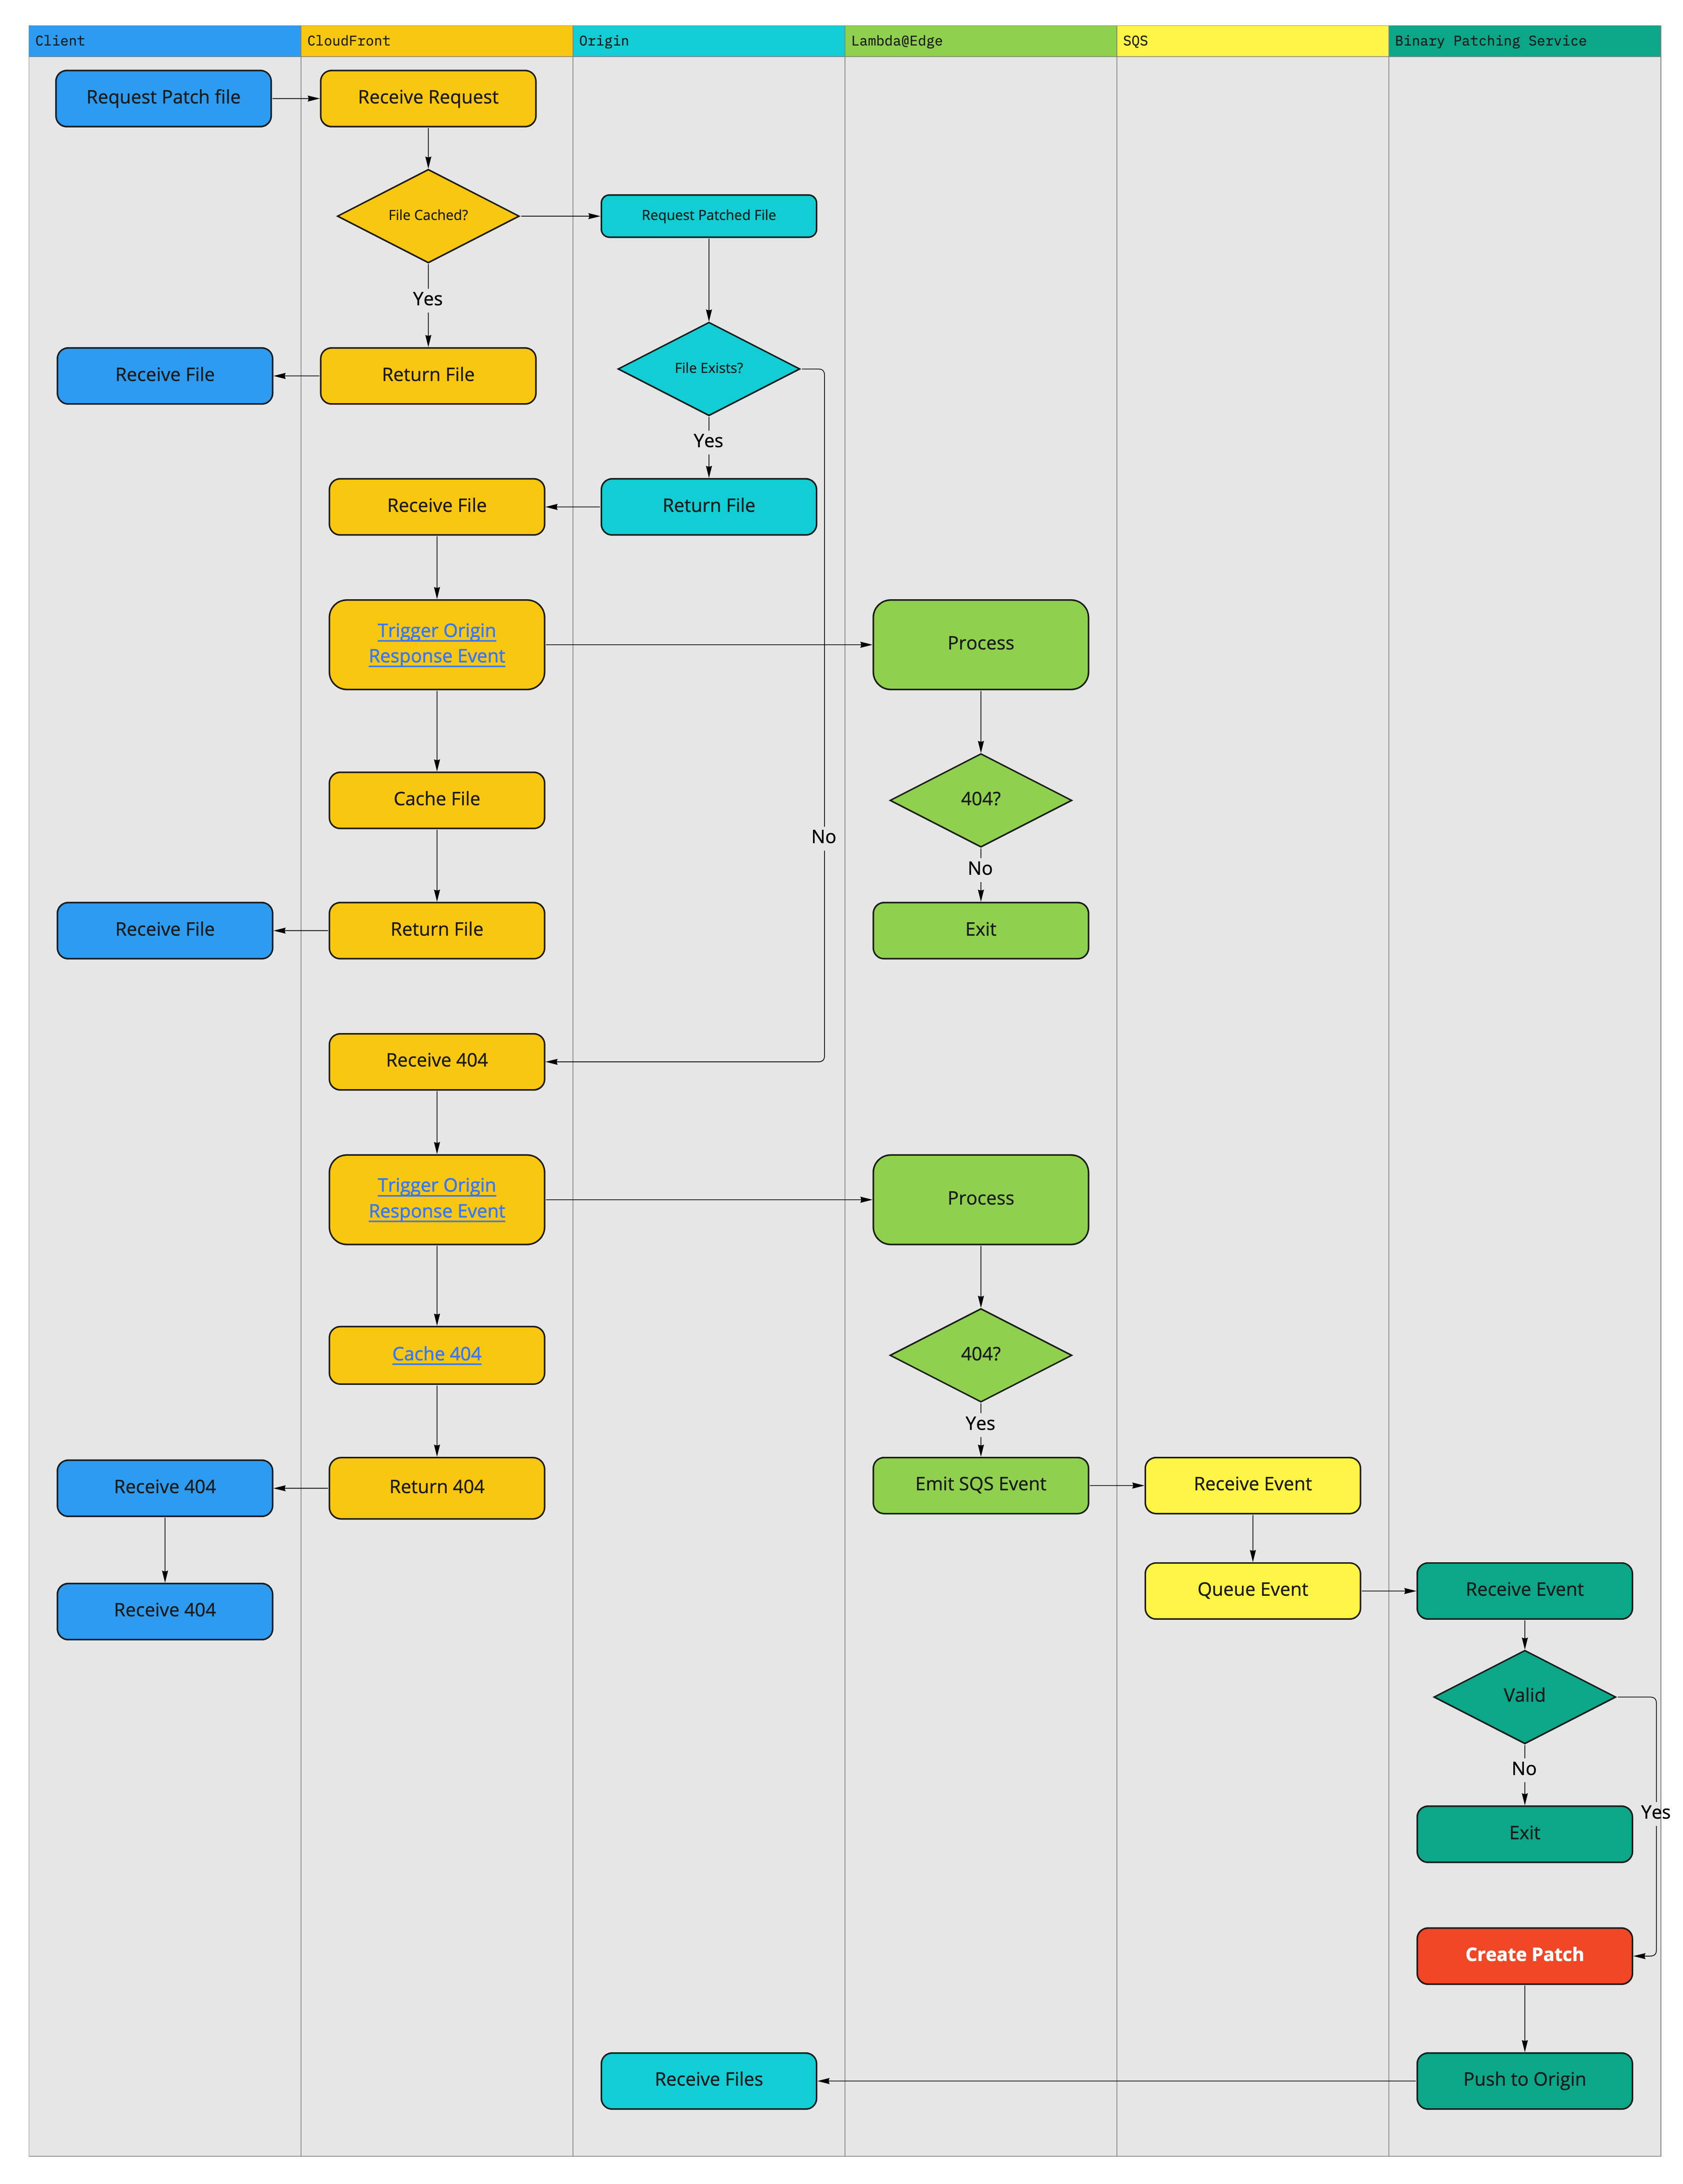 Client
CloudFront
Origin
Lambda@Edge
SQS
Binary Patching Service
Request Patch file
Receive Request
File Cached?
Request Patched File
Yes
Receive File
Return File
File Exists?
Yes
Receive File
Return File
Trigger Origin
Response Event
Process
Cache File
404?
No
No
Receive File
Return File
Exit
Receive 404
Trigger Origin
Response Event
Process
Cache 404
404?
Yes
Receive 404
Return 404
Emit SQS Event
Receive Event
Receive 404
Queue Event
Receive Event
Valid
No
Yes
Exit
Create Patch
Receive Files
Push to Origin